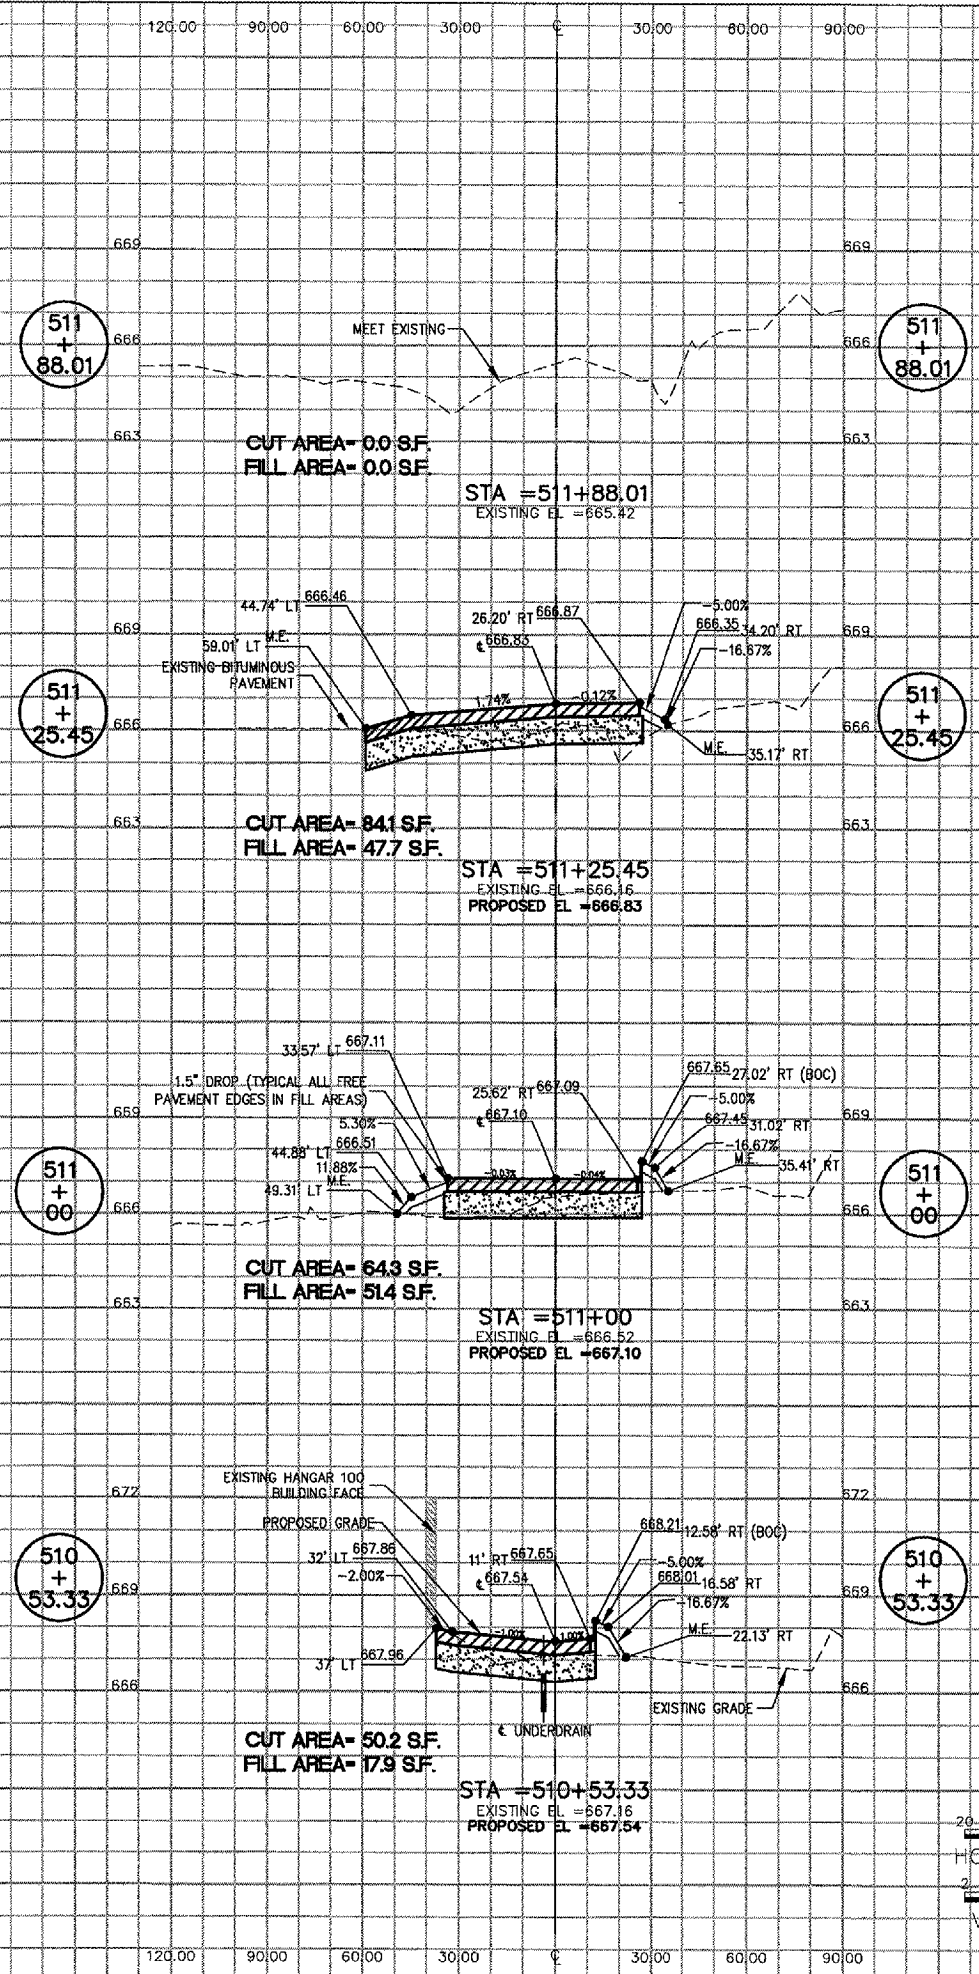 120.00 90.00 60.00 30.00 ℄ 30.00 60.00 90.00
669 669
511 + 88.01
666
MEET EXISTING
666
511 + 88.01
663 663
CUT AREA= 0.0 S.F.
FILL AREA= 0.0 S.F.
STA =511+88.01
EXISTING EL =665.42
44.74' LT 666.46
26.20' RT 666.87
-5.00%
666.35 34.20' RT
669 669
59.01' LT M.E.
℄ 666.83
-16.67%
EXISTING BITUMINOUS
PAVEMENT
511 + 25.45
1.74% -0.12%
511 + 25.45
666 666
M.E. 35.17' RT
663 663
CUT AREA= 84.1 S.F.
FILL AREA= 47.7 S.F.
STA =511+25.45
EXISTING EL =666.16
PROPOSED EL =666.83
33.57' LT 667.11
667.65 27.02' RT (BOC)
1.5" DROP (TYPICAL ALL FREE
PAVEMENT EDGES IN FILL AREAS)
25.62' RT 667.09
-5.00%
669 669
5.30%
℄ 667.10
667.45 31.02' RT
44.88' LT 666.51
-16.67%
11.88%
M.E. 35.41' RT
49.31' LT M.E.
-0.03% -0.04%
511 + 00
511 + 00
666 666
CUT AREA= 64.3 S.F.
FILL AREA= 51.4 S.F.
663 663
STA =511+00
EXISTING EL =666.52
PROPOSED EL =667.10
EXISTING HANGAR 100
BUILDING FACE
672 672
PROPOSED GRADE
668.21 12.58' RT (BOC)
32' LT 667.86
11' RT 667.65
-5.00%
-2.00%
℄ 667.54
668.01 16.58' RT
510 + 53.33
510 + 53.33
669 669
-16.67%
-1.00% 1.00%
M.E. 22.13' RT
37' LT 667.96
666 666
EXISTING GRADE
℄ UNDERDRAIN
CUT AREA= 50.2 S.F.
FILL AREA= 17.9 S.F.
STA =510+53.33
EXISTING EL =667.16
PROPOSED EL =667.54
20
HO
2
120.00 90.00 60.00 30.00 ℄ 30.00 60.00 90.00